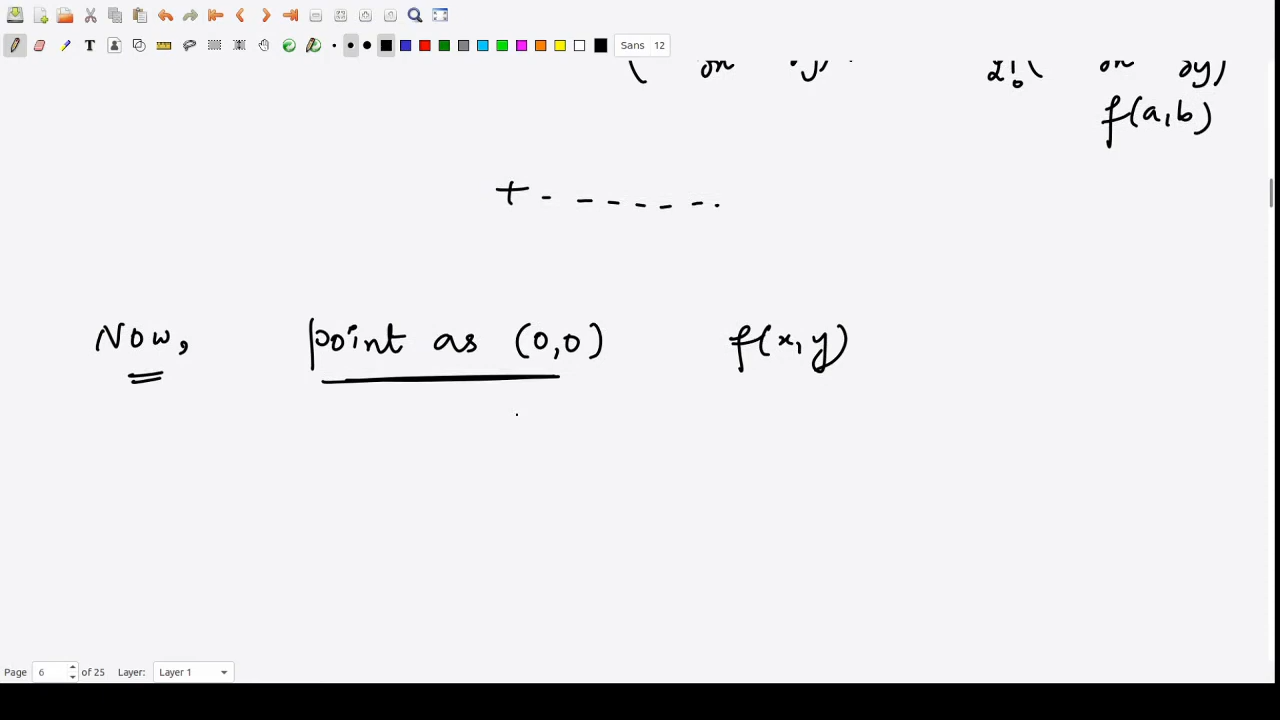 Sans 12
f(a,b)
+ - - - - - - - .
Now, point as (0,0) f(x,y)
Page 6 of 25 Layer: Layer 1